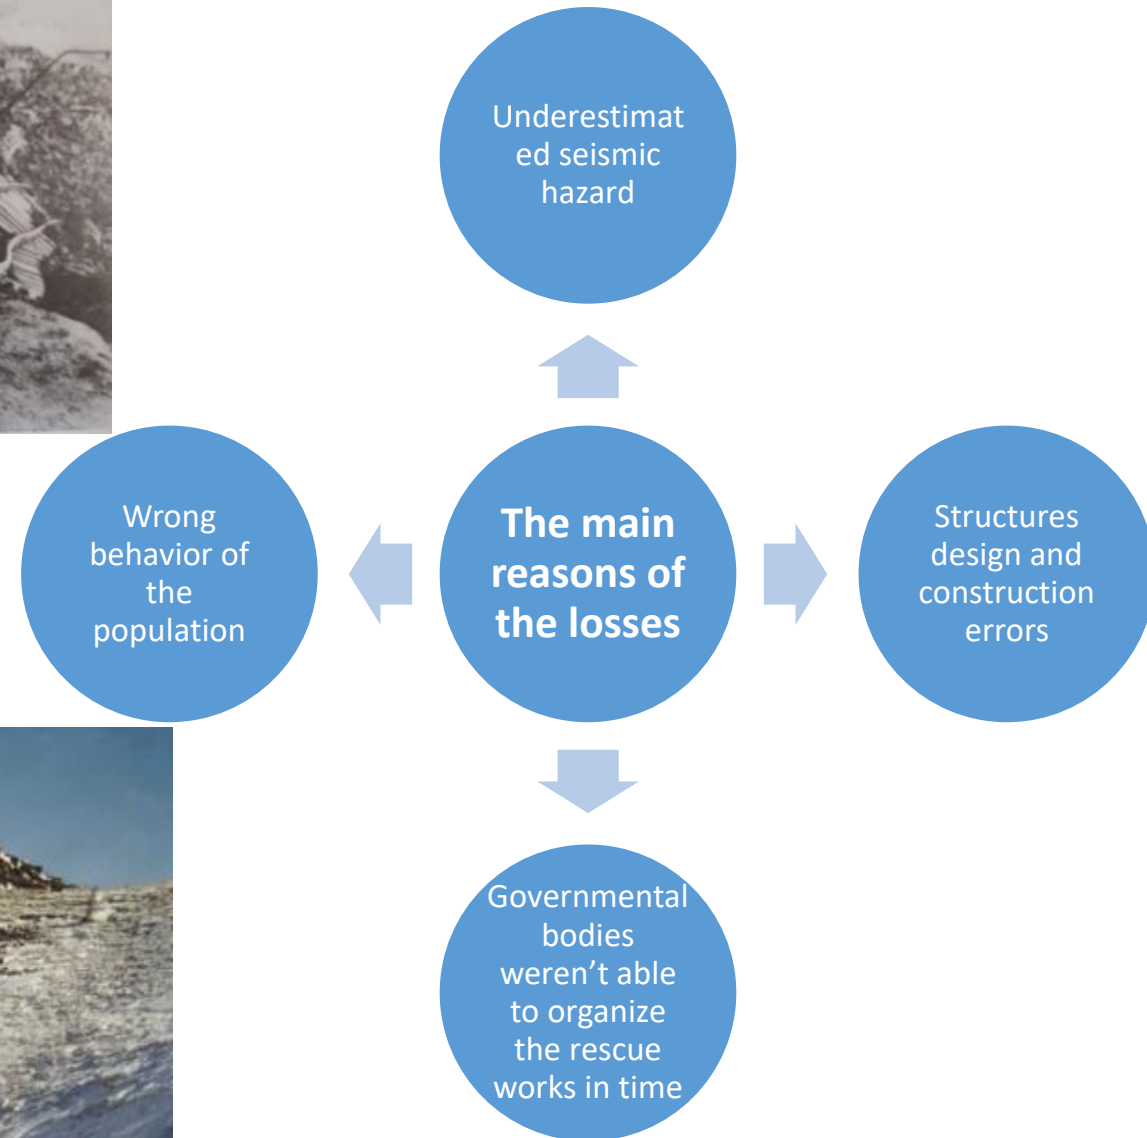 Underestimat
ed seismic
hazard
Wrong
behavior of
the
population
The main
reasons of
the losses
Structures
design and
construction
errors
Governmental
bodies
weren’t able
to organize
the rescue
works in time